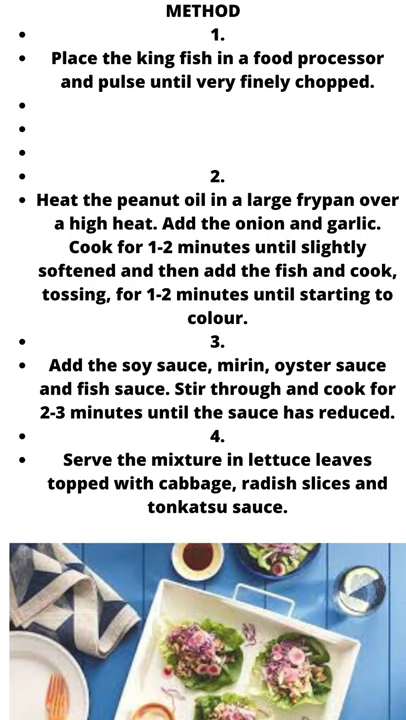 METHOD
• 1.
• Place the king fish in a food processor
and pulse until very finely chopped.
•
•
•
• 2.
• Heat the peanut oil in a large frypan over
a high heat. Add the onion and garlic.
Cook for 1-2 minutes until slightly
softened and then add the fish and cook,
tossing, for 1-2 minutes until starting to
colour.
• 3.
• Add the soy sauce, mirin, oyster sauce
and fish sauce. Stir through and cook for
2-3 minutes until the sauce has reduced.
• 4.
• Serve the mixture in lettuce leaves
topped with cabbage, radish slices and
tonkatsu sauce.